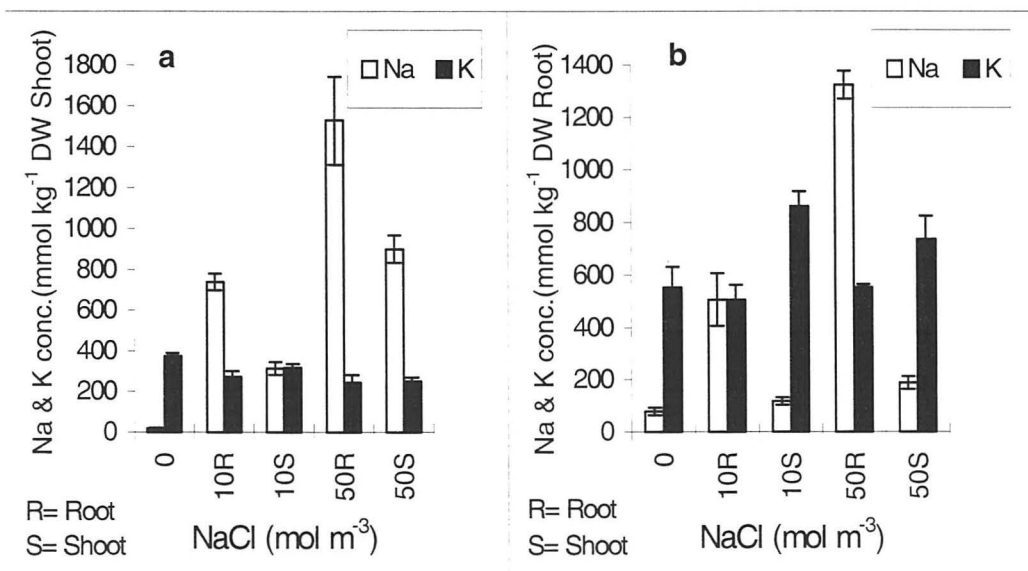 a
Na K
Na & K conc.(mmol kg-1 DW Shoot)
1800
1600
1400
1200
1000
800
600
400
200
0
0 10R 10S 50R 50S
R= Root
S= Shoot
NaCl (mol m-3)
b
Na K
Na & K conc.(mmol kg-1 DW Root)
1400
1200
1000
800
600
400
200
0
0 10R 10S 50R 50S
R= Root
S= Shoot
NaCl (mol m-3)